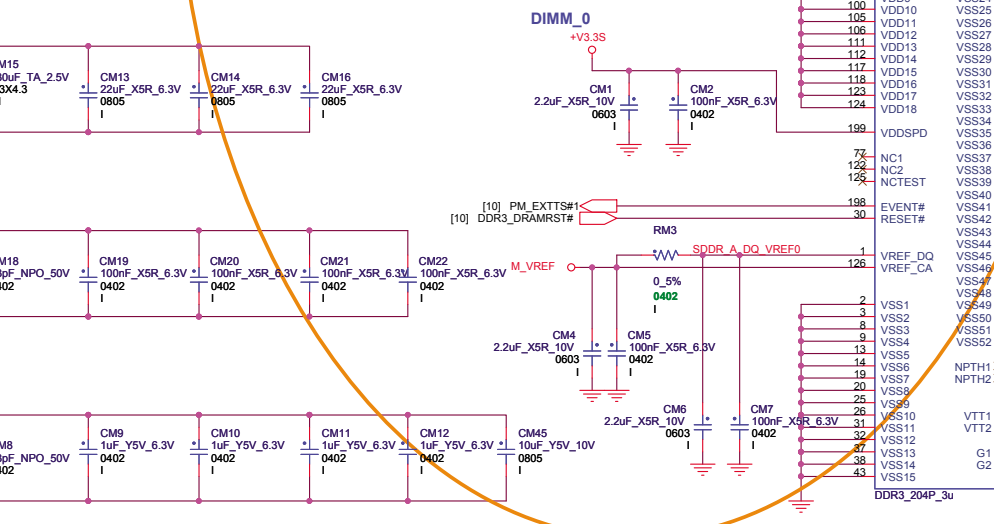 DIMM_0
+V3.3S
CM13
22uF_X5R_6.3V
0805
I
CM14
22uF_X5R_6.3V
0805
I
CM16
22uF_X5R_6.3V
0805
I
CM1
2.2uF_X5R_10V
0603
I
CM2
100nF_X5R_6.3V
0402
I
100 VDD10
105 VDD11
106 VDD12
111 VDD13
112 VDD14
117 VDD15
118 VDD16
123 VDD17
124 VDD18
199 VDDSPD
77 NC1
122 NC2
125 NCTEST
198 EVENT#
30 RESET#
1 VREF_DQ
126 VREF_CA
2 VSS1
3 VSS2
8 VSS3
9 VSS4
13 VSS5
14 VSS6
19 VSS7
20 VSS8
25 VSS9
26 VSS10
31 VSS11
32 VSS12
37 VSS13
38 VSS14
43 VSS15
VSS25
VSS26
VSS27
VSS28
VSS29
VSS30
VSS31
VSS32
VSS33
VSS34
VSS35
VSS36
VSS37
VSS38
VSS39
VSS40
VSS41
VSS42
VSS43
VSS44
VSS45
VSS46
VSS47
VSS48
VSS49
VSS50
VSS51
VSS52
NPTH1
NPTH2
VTT1
VTT2
G1
G2
DDR3_204P_3u
[10] PM_EXTTS#1
[10] DDR3_DRAMRST#
RM3
SDDR_A_DQ_VREF0
M_VREF
0_5%
0402
I
CM19
100nF_X5R_6.3V
0402
I
CM20
100nF_X5R_6.3V
0402
I
CM21
100nF_X5R_6.3V
0402
I
CM22
100nF_X5R_6.3V
0402
I
CM4
2.2uF_X5R_10V
0603
I
CM5
100nF_X5R_6.3V
0402
I
CM6
2.2uF_X5R_10V
0603
I
CM7
100nF_X5R_6.3V
0402
I
CM9
1uF_Y5V_6.3V
0402
I
CM10
1uF_Y5V_6.3V
0402
I
CM11
1uF_Y5V_6.3V
0402
I
CM12
1uF_Y5V_6.3V
0402
I
CM45
10uF_Y5V_10V
0805
I